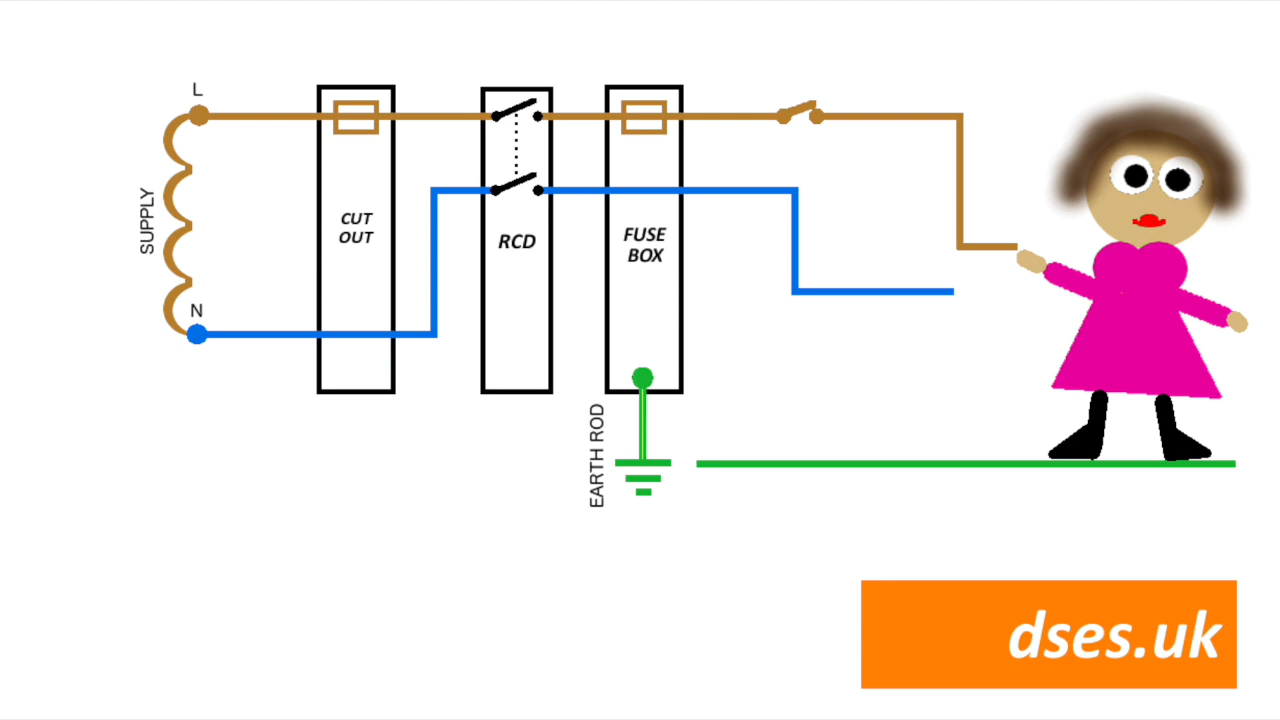 L
SUPPLY
N
CUT
OUT
RCD
FUSE
BOX
EARTH ROD
dses.uk